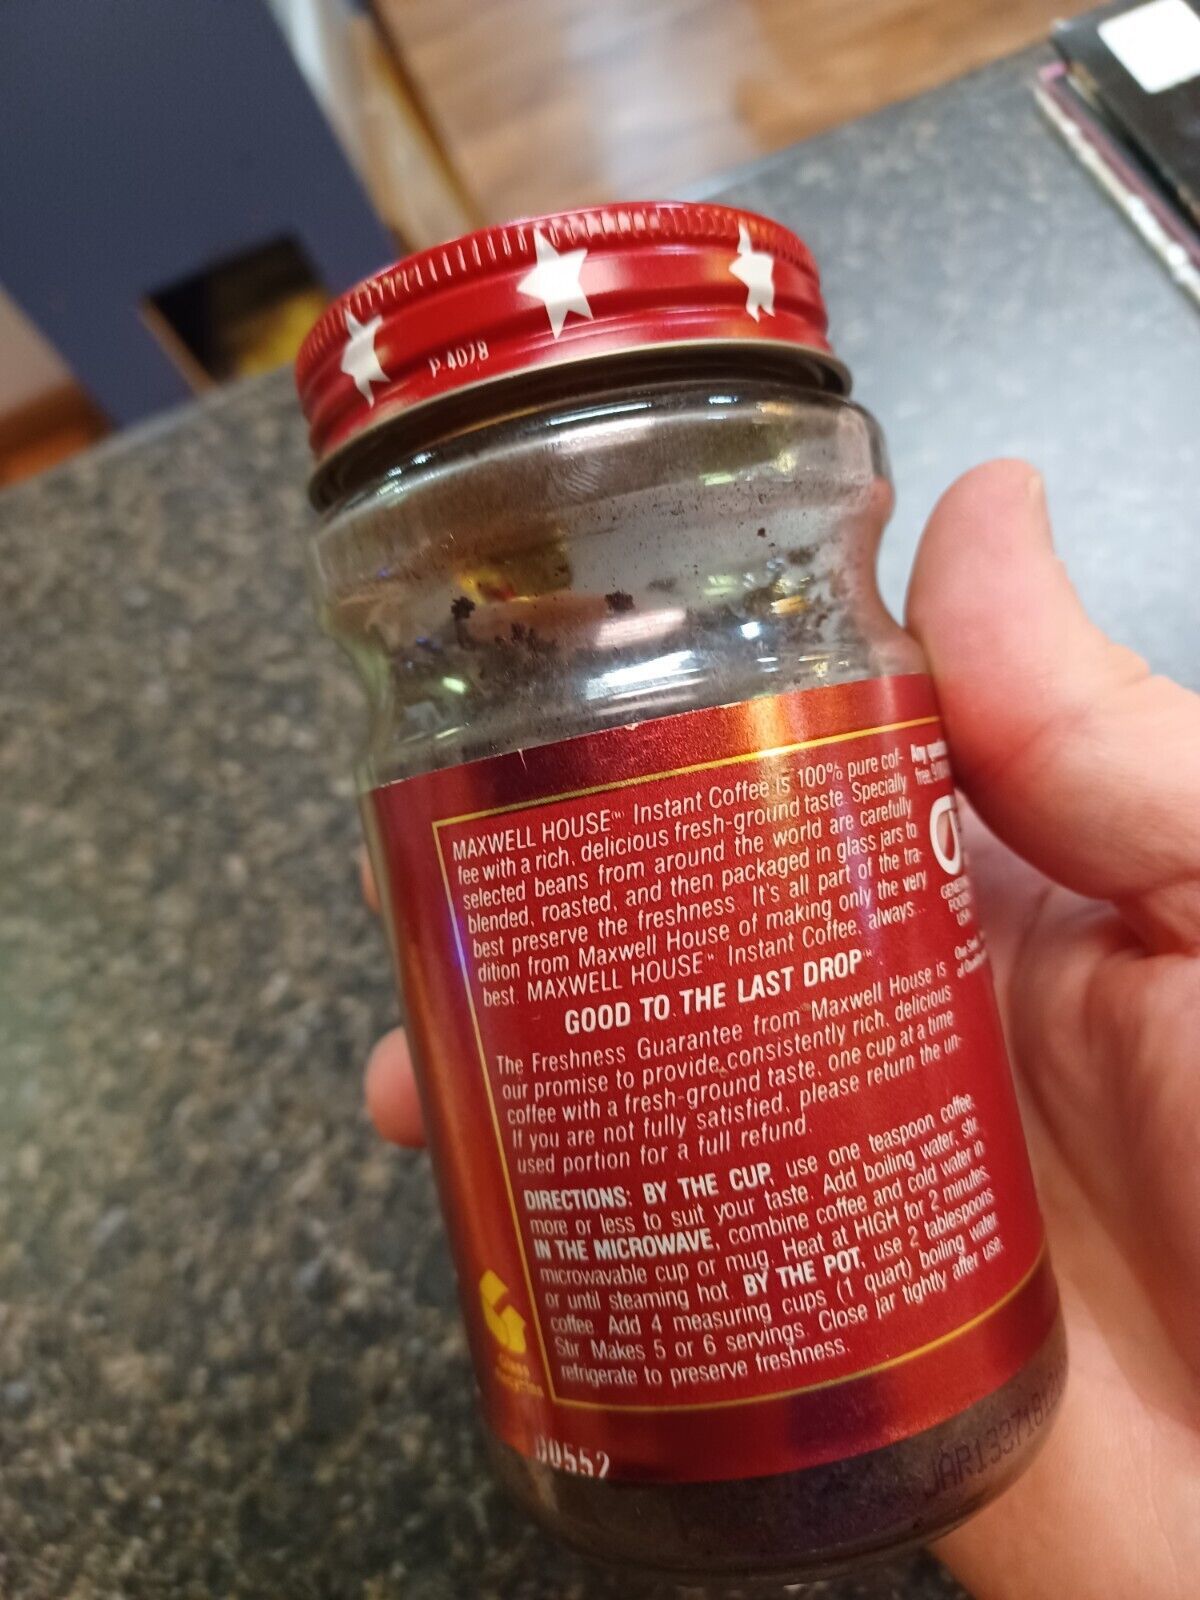 P-4078
MAXWELL HOUSE™ Instant Coffee is 100% pure cof-
fee with a rich, delicious fresh-ground taste. Specially
selected beans from around the world are carefully
blended, roasted, and then packaged in glass jars to
best preserve the freshness. It's all part of the tra-
dition from Maxwell House of making only the very
best. MAXWELL HOUSE™ Instant Coffee, always...
GOOD TO THE LAST DROP™
The Freshness Guarantee from Maxwell House is
our promise to provide consistently rich, delicious
coffee with a fresh-ground taste, one cup at a time
If you are not fully satisfied, please return the un-
used portion for a full refund.
DIRECTIONS: BY THE CUP, use one teaspoon coffee,
more or less to suit your taste. Add boiling water, stir.
IN THE MICROWAVE, combine coffee and cold water in
microwavable cup or mug. Heat at HIGH for 2 minutes
or until steaming hot. BY THE POT, use 2 tablespoons
coffee. Add 4 measuring cups (1 quart) boiling water.
Stir. Makes 5 or 6 servings. Close jar tightly after use;
refrigerate to preserve freshness.
Any
free.
GENERAL
FOODS
USA
00552